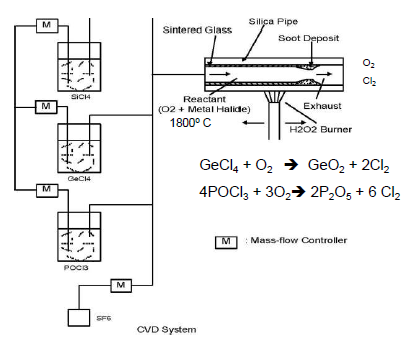 M
SiCl4
M
GeCl4
M
POCl3
M
SF6
CVD System
Silica Pipe
Sintered Glass
Soot Deposit
O₂
Cl₂
Reactant
(O2 + Metal Halide)
Exhaust
1800⁰ C
H2O2 Burner
GeCl₄ + O₂ ➔ GeO₂ + 2Cl₂
4POCl₃ + 3O₂➔ 2P₂O₅ + 6 Cl₂
M : Mass-flow Controller